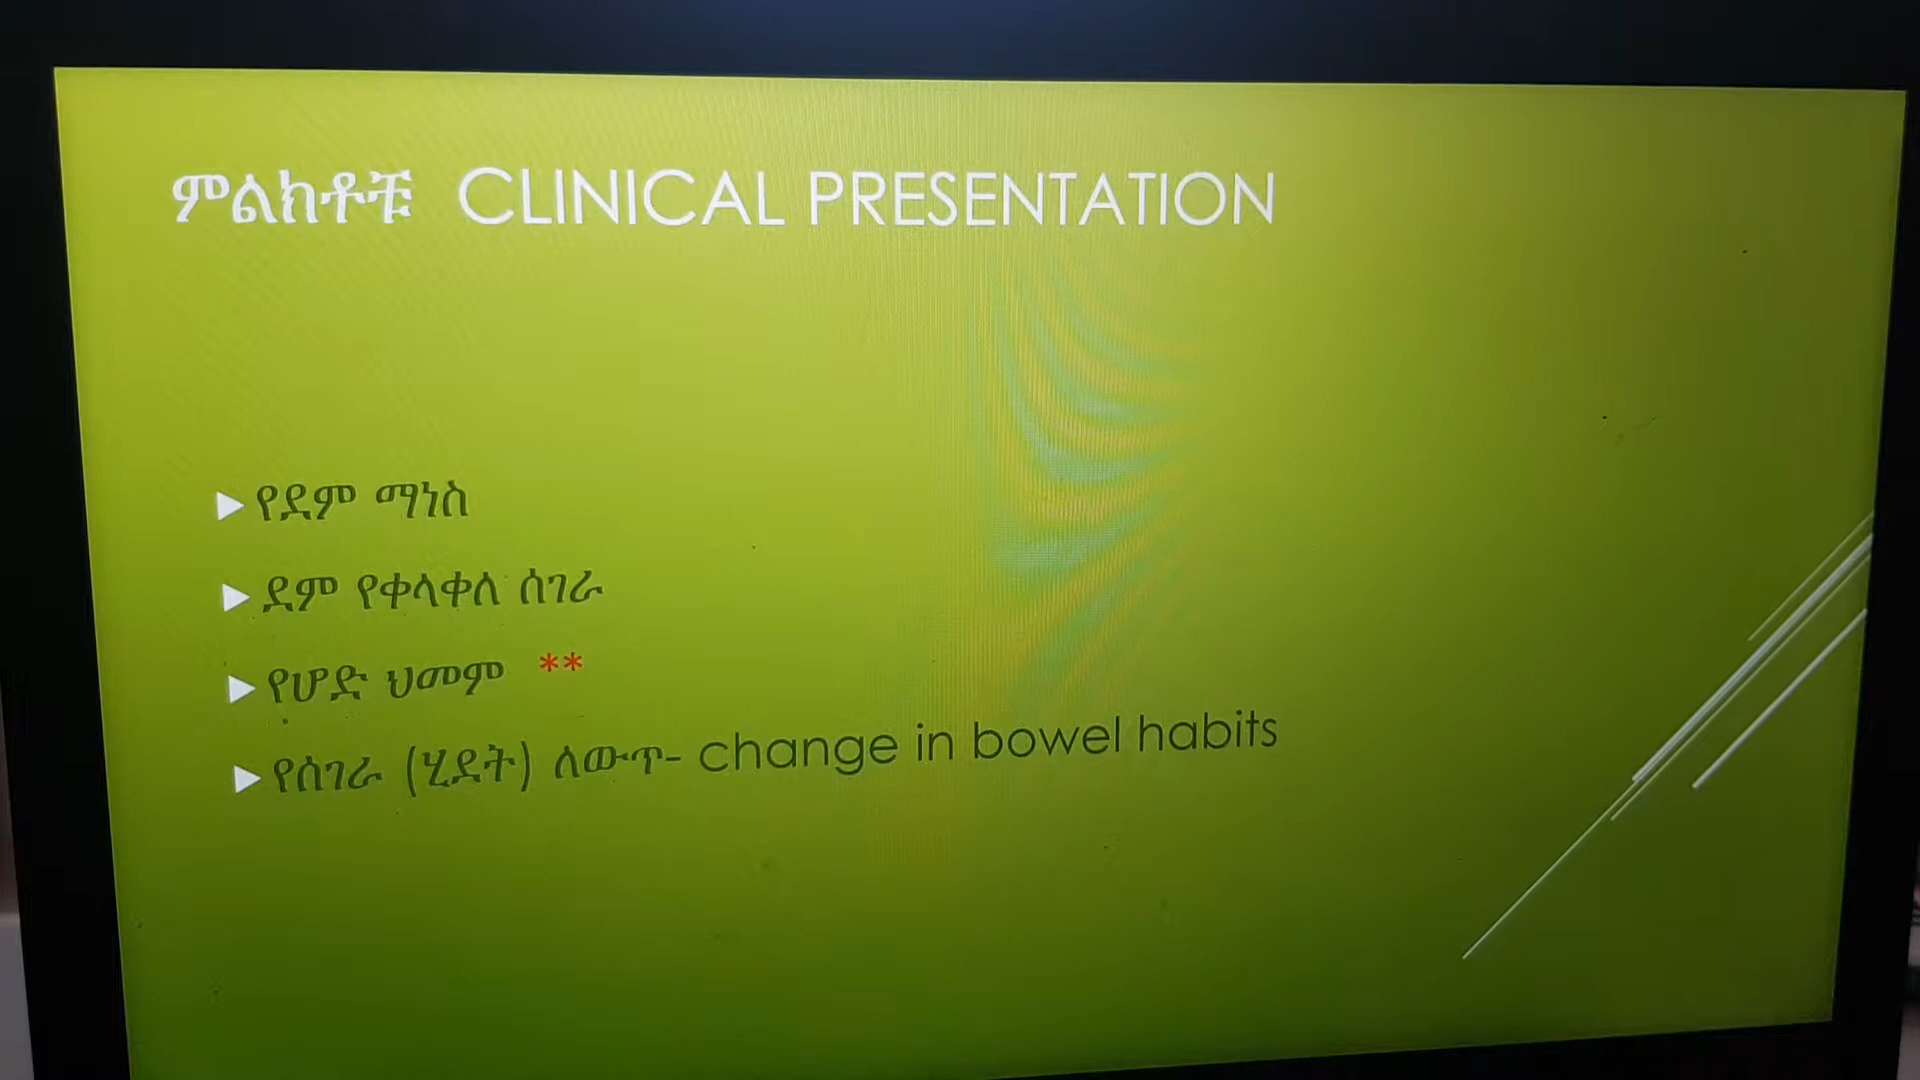 ምልክቶቹ CLINICAL PRESENTATION
የደም ማነስ
ደም የቀላቀለ ሰገራ
የሆድ ህመም **
የሰገራ (ሂደት) ለውጥ- change in bowel habits